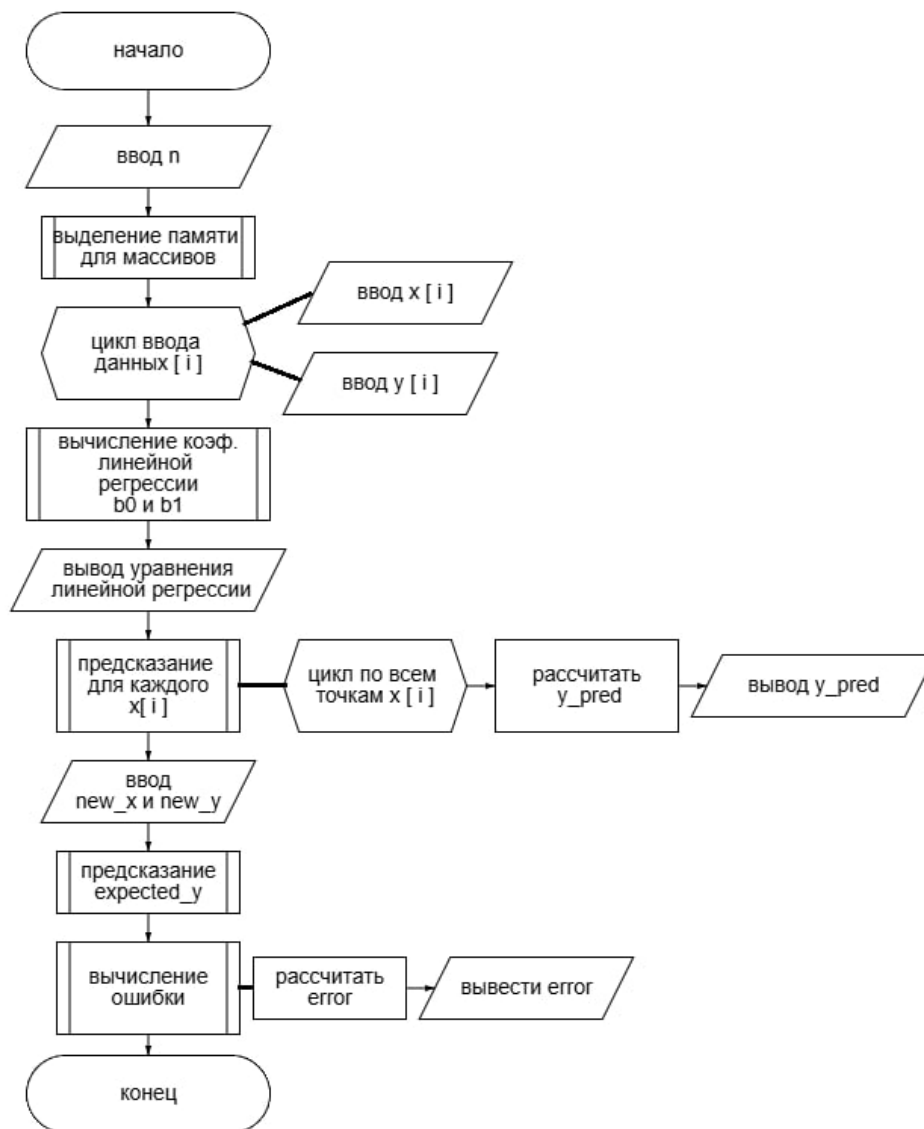 начало
ввод n
выделение памяти
для массивов
ввод x [ i ]
цикл ввода
данных [ i ]
ввод y [ i ]
вычисление коэф.
линейной
регрессии
b0 и b1
вывод уравнения
линейной регрессии
предсказание
для каждого
x[ i ]
цикл по всем
точкам x [ i ]
рассчитать
y_pred
вывод y_pred
ввод
new_x и new_y
предсказание
expected_y
вычисление
ошибки
рассчитать
error
вывести error
конец